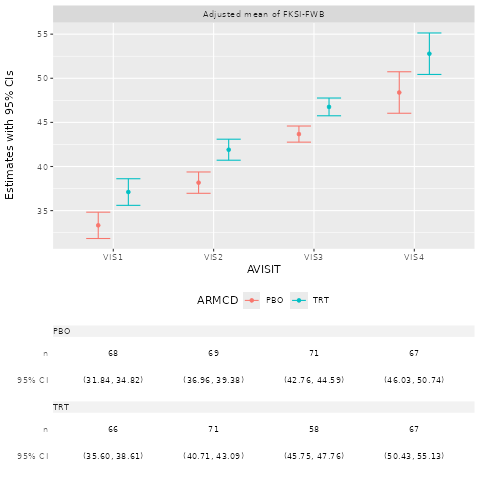 Adjusted mean of FKSI-FWB
Estimates with 95% CIs
55
50
45
40
35
VIS1 VIS2 VIS3 VIS4
AVISIT
ARMCD PBO TRT
PBO
n 68 69 71 67
95% CI (31.84, 34.82) (36.96, 39.38) (42.76, 44.59) (46.03, 50.74)
TRT
n 66 71 58 67
95% CI (35.60, 38.61) (40.71, 43.09) (45.75, 47.76) (50.43, 55.13)